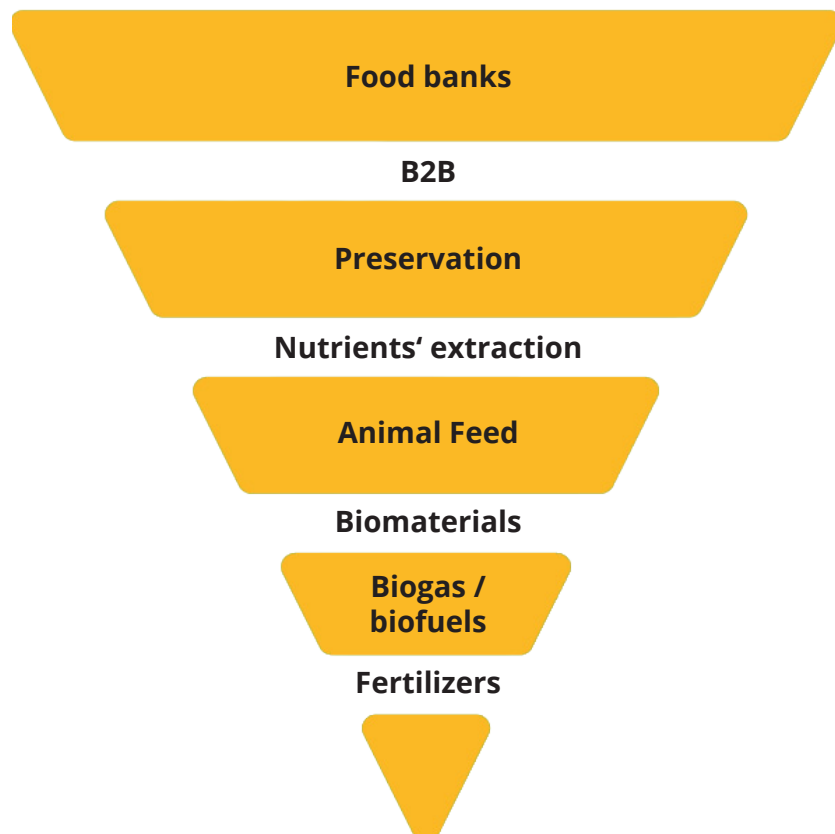 Food banks
B2B
Preservation
Nutrients‘ extraction
Animal Feed
Biomaterials
Biogas /
biofuels
Fertilizers